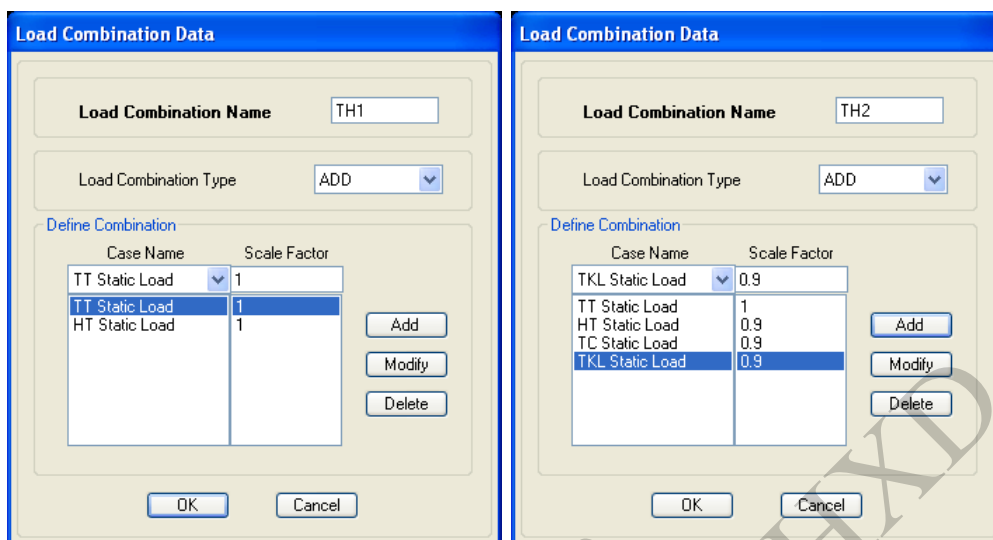 Load Combination Data
Load Combination Name TH1
Load Combination Type ADD
Define Combination
Case Name Scale Factor
TT Static Load 1
TT Static Load 1
HT Static Load 1
Add
Modify
Delete
OK Cancel
Load Combination Data
Load Combination Name TH2
Load Combination Type ADD
Define Combination
Case Name Scale Factor
TKL Static Load 0.9
TT Static Load 1
HT Static Load 0.9
TC Static Load 0.9
TKL Static Load 0.9
Add
Modify
Delete
OK Cancel
HXD